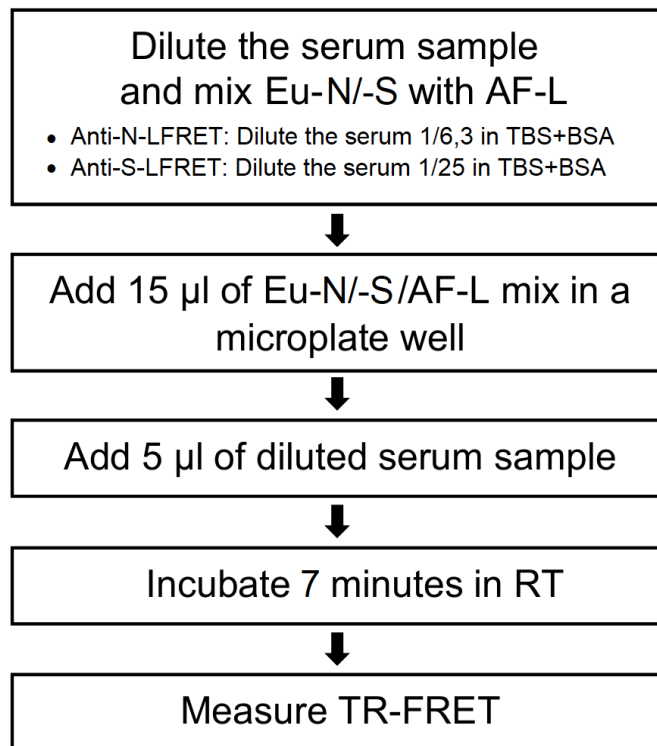 Dilute the serum sample
and mix Eu-N/-S with AF-L
• Anti-N-LFRET: Dilute the serum 1/6,3 in TBS+BSA
• Anti-S-LFRET: Dilute the serum 1/25 in TBS+BSA
Add 15 µl of Eu-N/-S/AF-L mix in a
microplate well
Add 5 µl of diluted serum sample
Incubate 7 minutes in RT
Measure TR-FRET